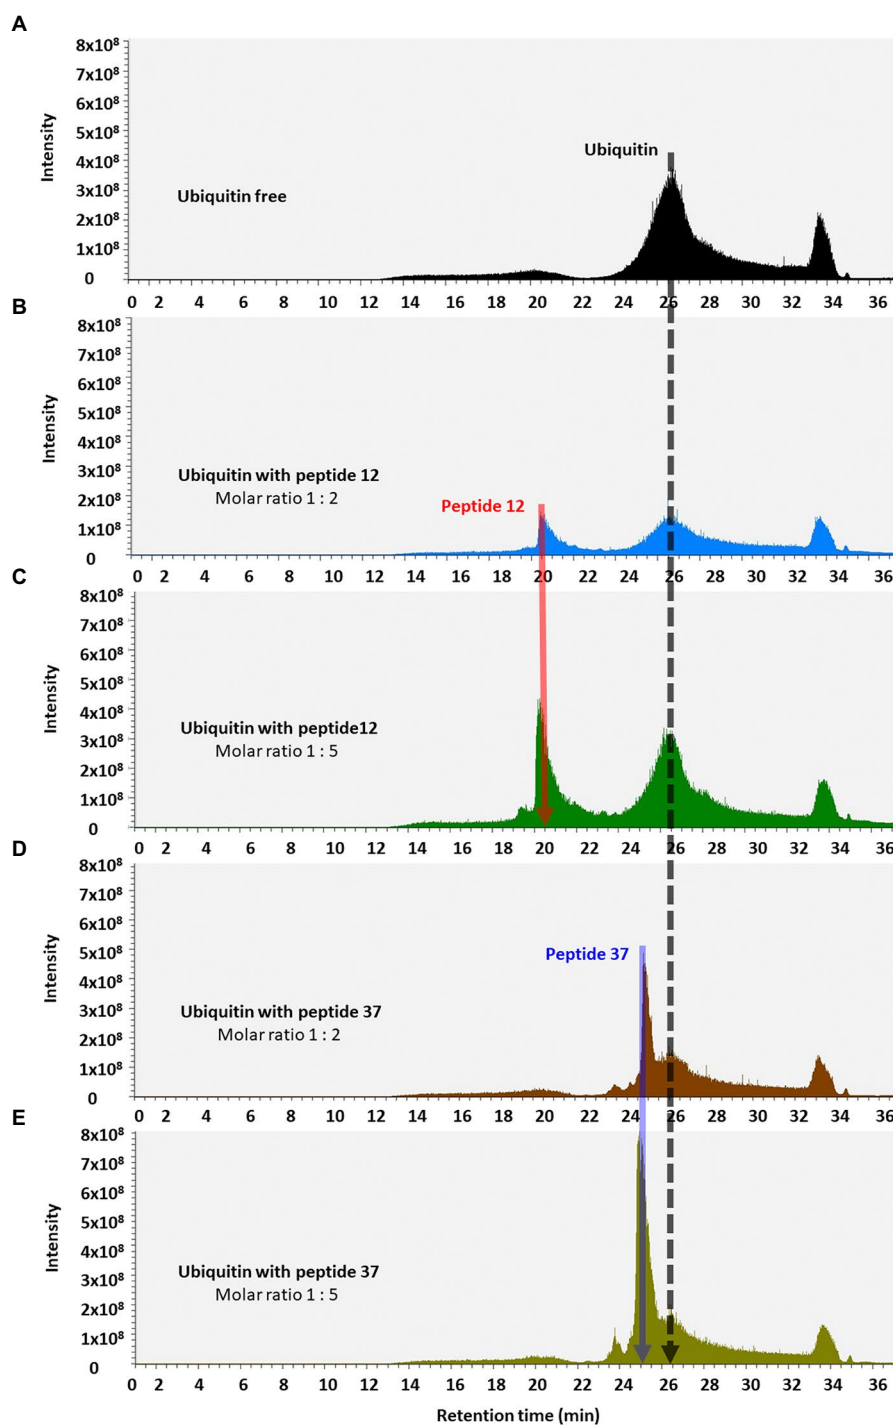 A
8x10⁸
7x10⁸
6x10⁸
5x10⁸
4x10⁸
3x10⁸
2x10⁸
1x10⁸
0
Intensity
Ubiquitin free
Ubiquitin
0 2 4 6 8 10 12 14 16 18 20 22 24 26 28 30 32 34 36
B
8x10⁸
7x10⁸
6x10⁸
5x10⁸
4x10⁸
3x10⁸
2x10⁸
1x10⁸
0
Intensity
Ubiquitin with peptide 12
Molar ratio 1 : 2
Peptide 12
0 2 4 6 8 10 12 14 16 18 20 22 24 26 28 30 32 34 36
C
8x10⁸
7x10⁸
6x10⁸
5x10⁸
4x10⁸
3x10⁸
2x10⁸
1x10⁸
0
Intensity
Ubiquitin with peptide12
Molar ratio 1 : 5
0 2 4 6 8 10 12 14 16 18 20 22 24 26 28 30 32 34 36
D
8x10⁸
7x10⁸
6x10⁸
5x10⁸
4x10⁸
3x10⁸
2x10⁸
1x10⁸
0
Intensity
Ubiquitin with peptide 37
Molar ratio 1 : 2
Peptide 37
0 2 4 6 8 10 12 14 16 18 20 22 24 26 28 30 32 34 36
E
8x10⁸
7x10⁸
6x10⁸
5x10⁸
4x10⁸
3x10⁸
2x10⁸
1x10⁸
0
Intensity
Ubiquitin with peptide 37
Molar ratio 1 : 5
0 2 4 6 8 10 12 14 16 18 20 22 24 26 28 30 32 34 36
Retention time (min)